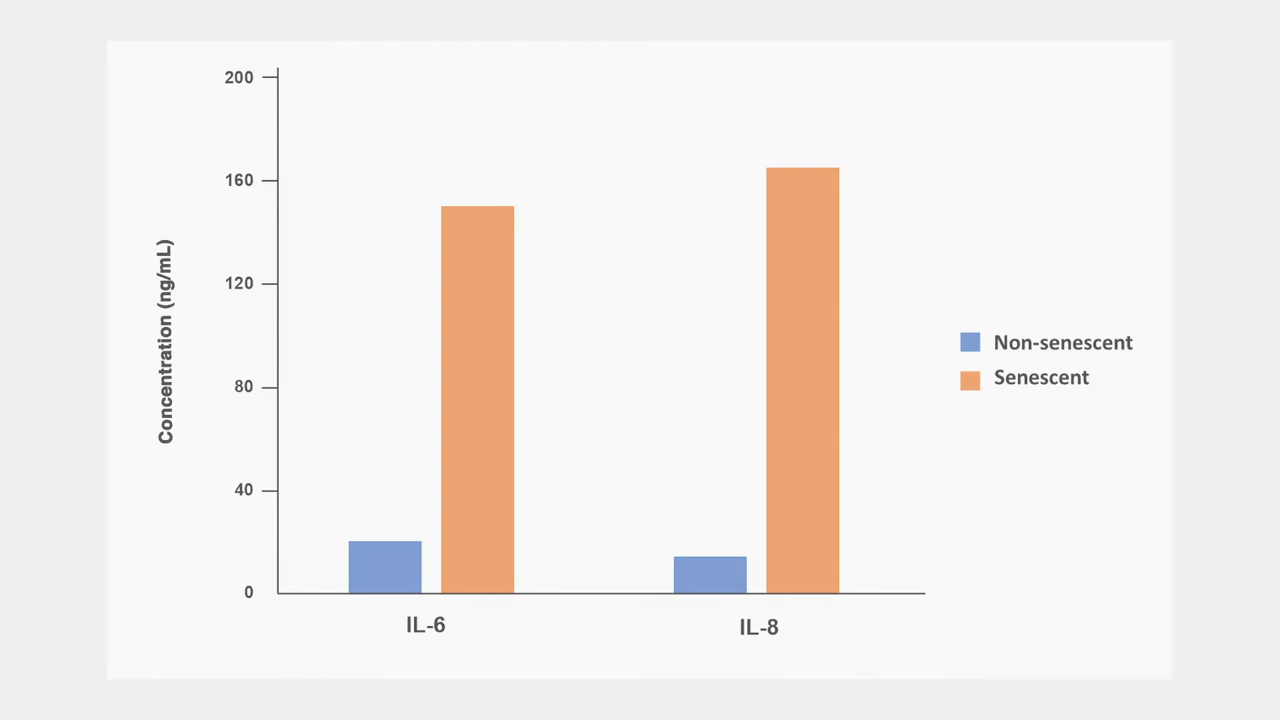 200
160
120
80
40
0
Concentration (ng/mL)
IL-6
IL-8
Non-senescent
Senescent